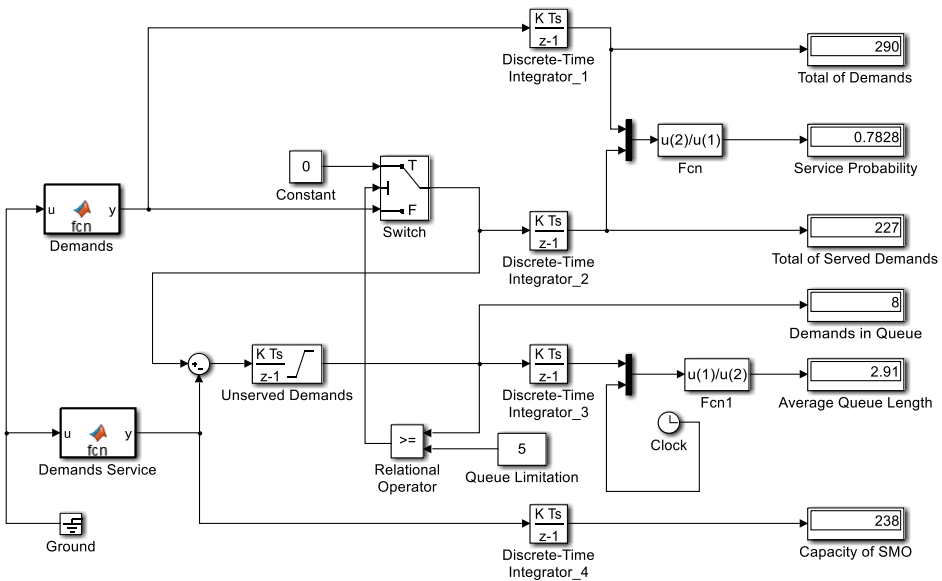 K Ts
z-1
Discrete-Time
Integrator_1
290
Total of Demands
u(2)/u(1)
Fcn
0.7828
Service Probability
0
Constant
T
F
Switch
u
y
fcn
Demands
K Ts
z-1
Discrete-Time
Integrator_2
227
Total of Served Demands
8
Demands in Queue
+
-
K Ts
z-1
Unserved Demands
K Ts
z-1
Discrete-Time
Integrator_3
u(1)/u(2)
Fcn1
2.91
Average Queue Length
Clock
u
y
fcn
Demands Service
>=
Relational
Operator
5
Queue Limitation
Ground
K Ts
z-1
Discrete-Time
Integrator_4
238
Capacity of SMO